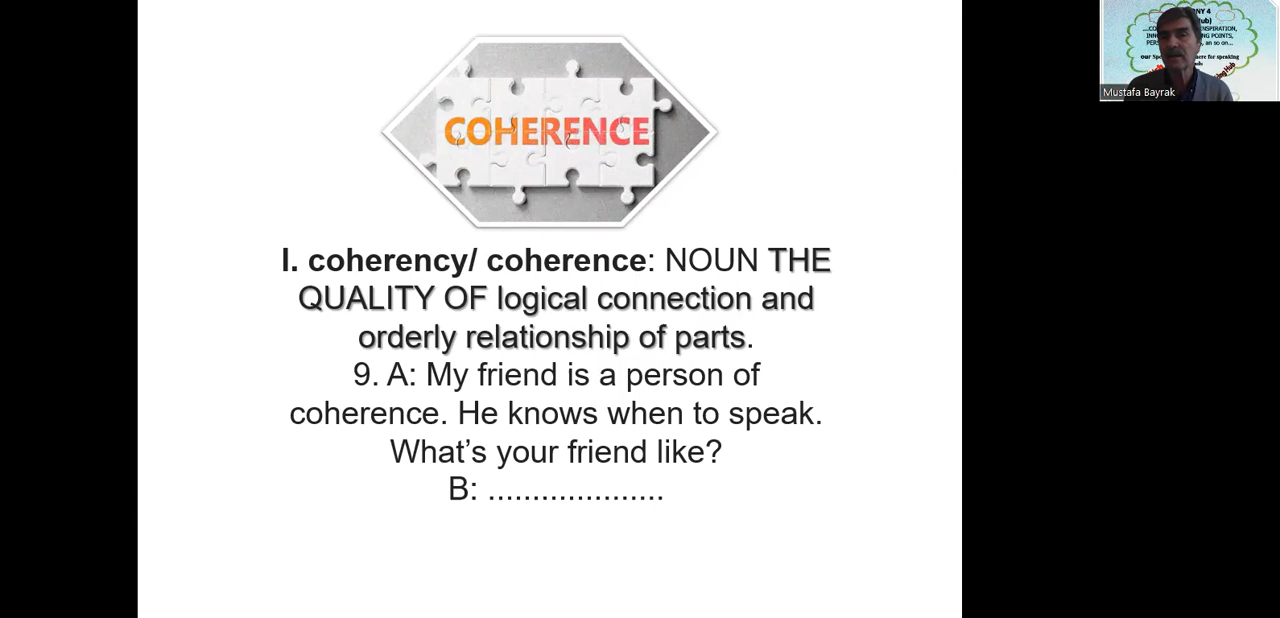 COHERENCE
I. coherency/ coherence: NOUN THE
QUALITY OF logical connection and
orderly relationship of parts.
9. A: My friend is a person of
coherence. He knows when to speak.
What’s your friend like?
B: ....................
Mustafa Bayrak